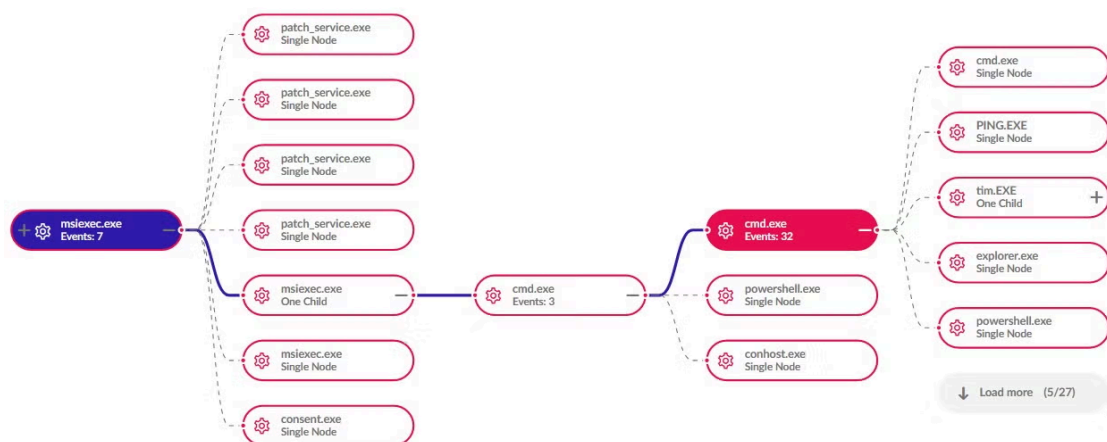 msiexec.exe
Events: 7
patch_service.exe
Single Node
patch_service.exe
Single Node
patch_service.exe
Single Node
patch_service.exe
Single Node
msiexec.exe
One Child
msiexec.exe
Single Node
consent.exe
Single Node
cmd.exe
Events: 3
cmd.exe
Events: 32
powershell.exe
Single Node
conhost.exe
Single Node
cmd.exe
Single Node
PING.EXE
Single Node
tim.EXE
One Child
explorer.exe
Single Node
powershell.exe
Single Node
Load more (5/27)